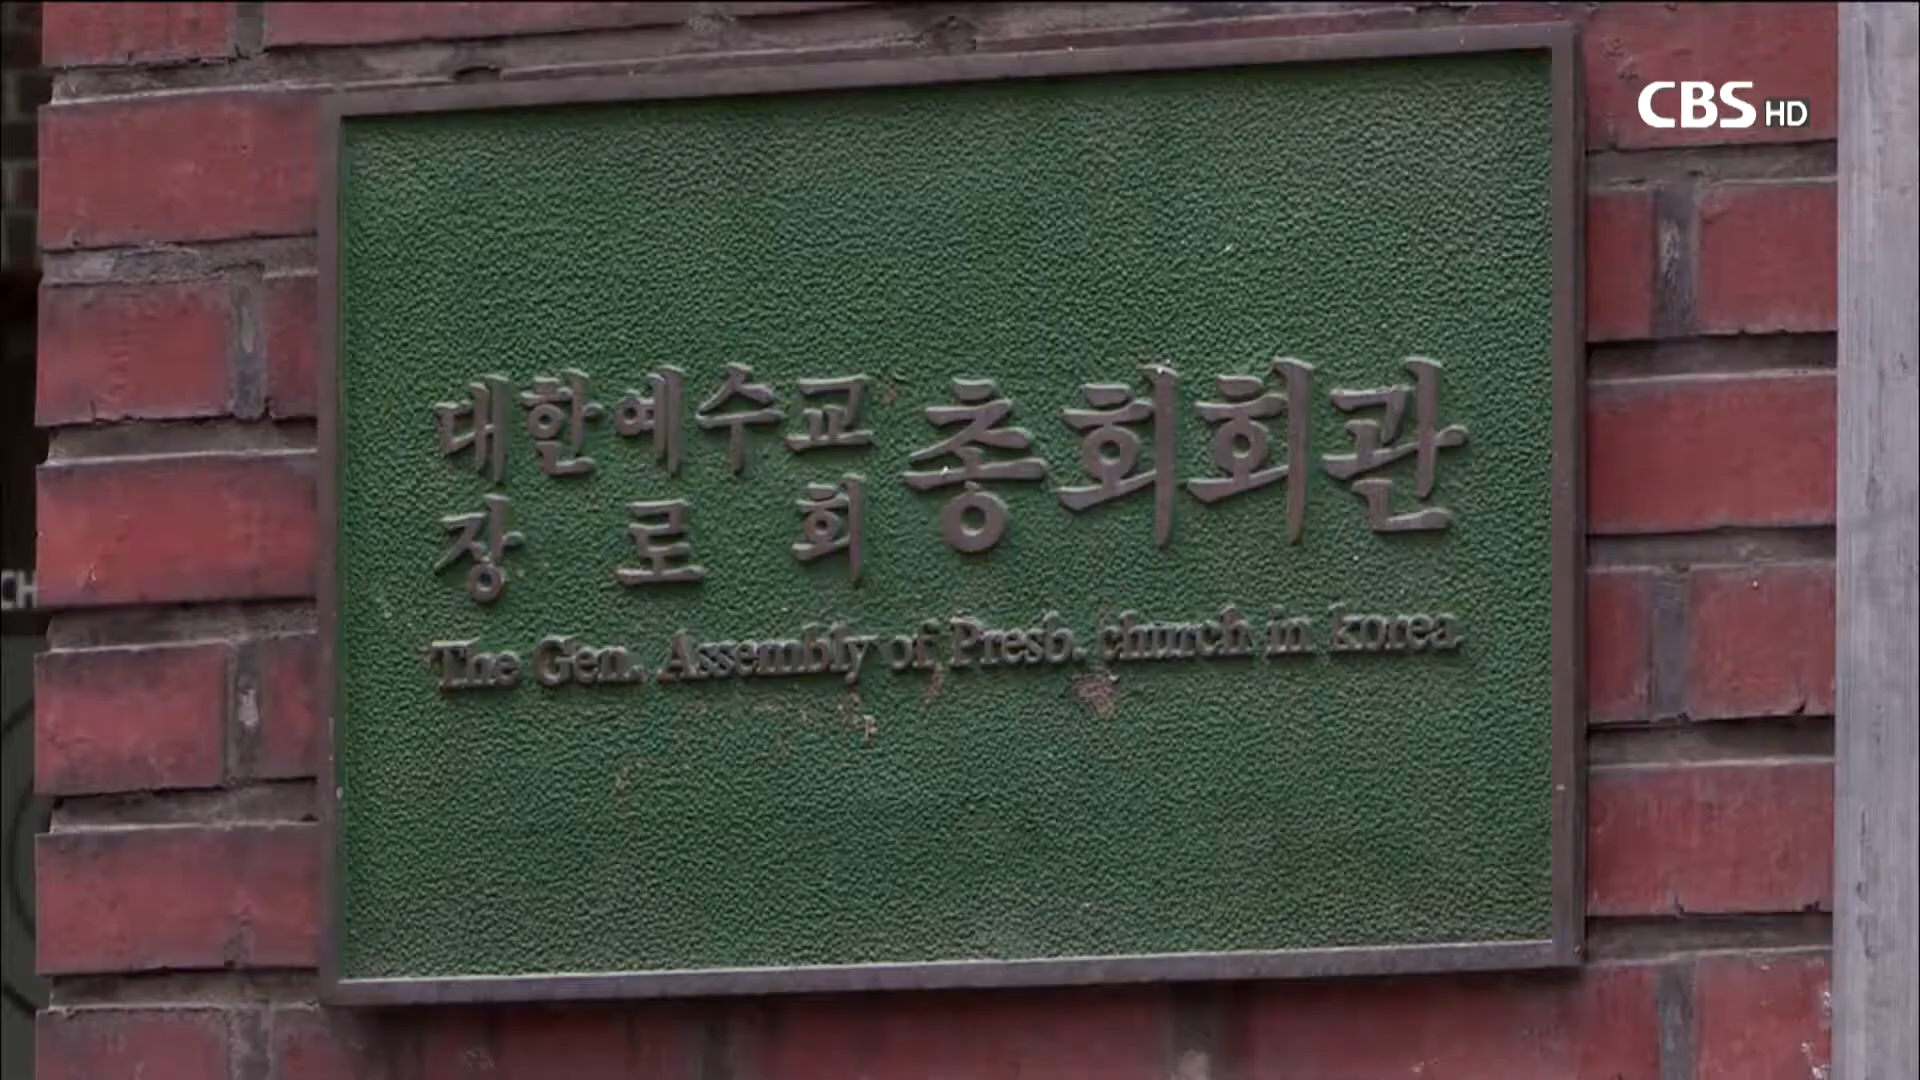 CBS HD
대한예수교
장로회 총회회관
The Gen. Assembly of Presb. church in korea
CH